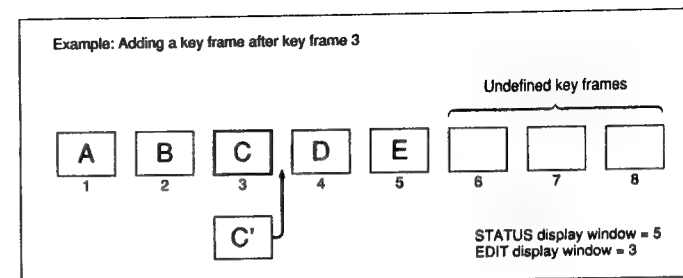 Example: Adding a key frame after key frame 3
Undefined key frames
A B C D E
1 2 3 4 5 6 7 8
C'
STATUS display window = 5
EDIT display window = 3